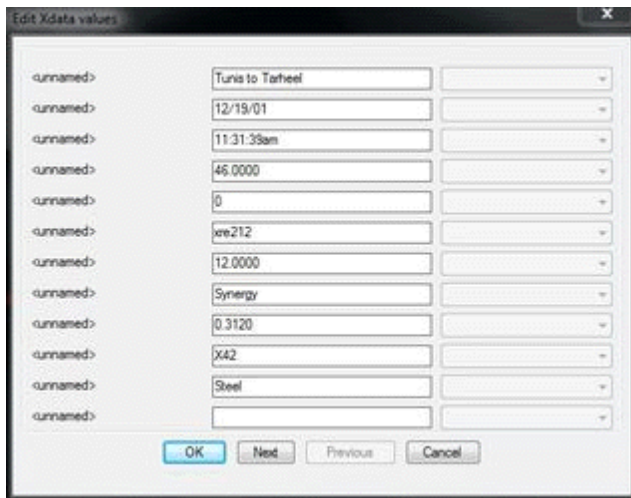 Edit Xdata values
<unnamed> Tunis to Tarheel
<unnamed> 12/19/01
<unnamed> 11:31:39am
<unnamed> 46.0000
<unnamed> 0
<unnamed> xre212
<unnamed> 12.0000
<unnamed> Synergy
<unnamed> 0.3120
<unnamed> X42
<unnamed> Steel
<unnamed>
OK Next Previous Cancel